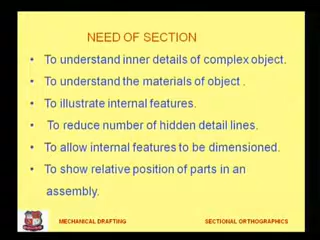 NEED OF SECTION
• To understand inner details of complex object.
• To understand the materials of object .
• To illustrate internal features.
• To reduce number of hidden detail lines.
• To allow internal features to be dimensioned.
• To show relative position of parts in an
assembly.
MECHANICAL DRAFTING SECTIONAL ORTHOGRAPHICS